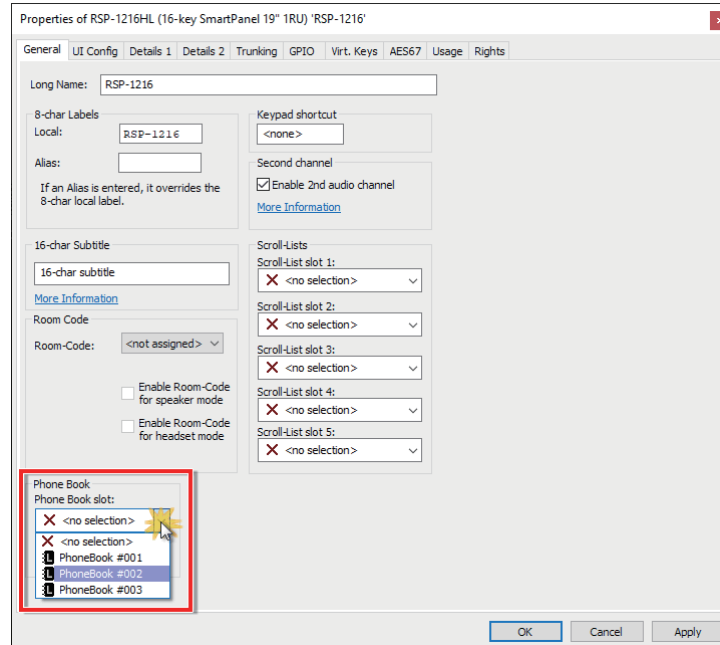 Properties of RSP-1216HL (16-key SmartPanel 19" 1RU) 'RSP-1216'
General UI Config Details 1 Details 2 Trunking GPIO Virt. Keys AES67 Usage Rights
Long Name: RSP-1216
8-char Labels
Local: RSP-1216
Alias:
If an Alias is entered, it overrides the
8-char local label.
Keypad shortcut
<none>
Second channel
Enable 2nd audio channel
More Information
16-char Subtitle
16-char subtitle
More Information
Room Code
Room-Code: <not assigned>
Enable Room-Code
for speaker mode
Enable Room-Code
for headset mode
Scroll-Lists
Scroll-List slot 1:
<no selection>
Scroll-List slot 2:
<no selection>
Scroll-List slot 3:
<no selection>
Scroll-List slot 4:
<no selection>
Scroll-List slot 5:
<no selection>
Phone Book
Phone Book slot:
<no selection>
<no selection>
PhoneBook #001
PhoneBook #002
PhoneBook #003
OK Cancel Apply